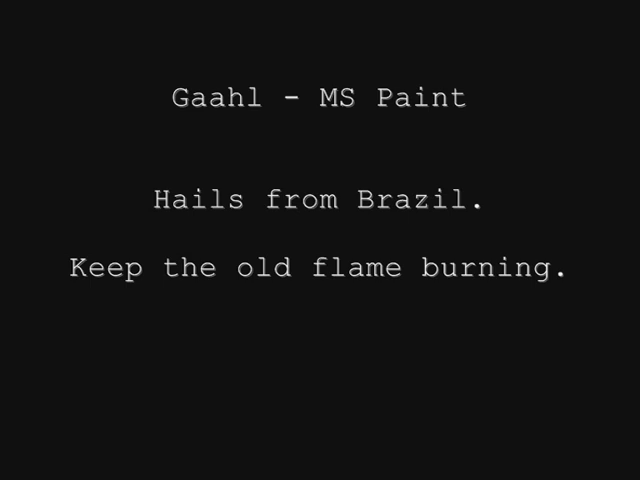 Gaahl - MS Paint
Hails from Brazil.
Keep the old flame burning.